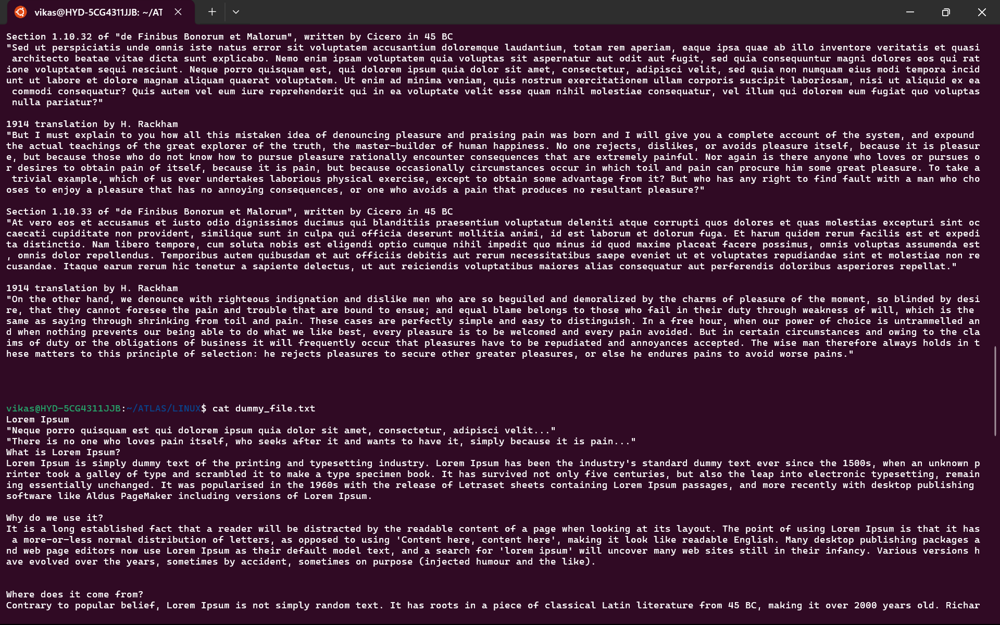 vikas@HYD-5CG4311JJB: ~/AT
Section 1.10.32 of "de Finibus Bonorum et Malorum", written by Cicero in 45 BC
"Sed ut perspiciatis unde omnis iste natus error sit voluptatem accusantium doloremque laudantium, totam rem aperiam, eaque ipsa quae ab illo inventore veritatis et quasi
 architecto beatae vitae dicta sunt explicabo. Nemo enim ipsam voluptatem quia voluptas sit aspernatur aut odit aut fugit, sed quia consequuntur magni dolores eos qui rat
ione voluptatem sequi nesciunt. Neque porro quisquam est, qui dolorem ipsum quia dolor sit amet, consectetur, adipisci velit, sed quia non numquam eius modi tempora incid
unt ut labore et dolore magnam aliquam quaerat voluptatem. Ut enim ad minima veniam, quis nostrum exercitationem ullam corporis suscipit laboriosam, nisi ut aliquid ex ea
 commodi consequatur? Quis autem vel eum iure reprehenderit qui in ea voluptate velit esse quam nihil molestiae consequatur, vel illum qui dolorem eum fugiat quo voluptas
 nulla pariatur?"
1914 translation by H. Rackham
"But I must explain to you how all this mistaken idea of denouncing pleasure and praising pain was born and I will give you a complete account of the system, and expound
the actual teachings of the great explorer of the truth, the master-builder of human happiness. No one rejects, dislikes, or avoids pleasure itself, because it is pleasur
e, but because those who do not know how to pursue pleasure rationally encounter consequences that are extremely painful. Nor again is there anyone who loves or pursues o
r desires to obtain pain of itself, because it is pain, but because occasionally circumstances occur in which toil and pain can procure him some great pleasure. To take a
 trivial example, which of us ever undertakes laborious physical exercise, except to obtain some advantage from it? But who has any right to find fault with a man who cho
oses to enjoy a pleasure that has no annoying consequences, or one who avoids a pain that produces no resultant pleasure?"
Section 1.10.33 of "de Finibus Bonorum et Malorum", written by Cicero in 45 BC
"At vero eos et accusamus et iusto odio dignissimos ducimus qui blanditiis praesentium voluptatum deleniti atque corrupti quos dolores et quas molestias excepturi sint oc
caecati cupiditate non provident, similique sunt in culpa qui officia deserunt mollitia animi, id est laborum et dolorum fuga. Et harum quidem rerum facilis est et expedi
ta distinctio. Nam libero tempore, cum soluta nobis est eligendi optio cumque nihil impedit quo minus id quod maxime placeat facere possimus, omnis voluptas assumenda est
, omnis dolor repellendus. Temporibus autem quibusdam et aut officiis debitis aut rerum necessitatibus saepe eveniet ut et voluptates repudiandae sint et molestiae non re
cusandae. Itaque earum rerum hic tenetur a sapiente delectus, ut aut reiciendis voluptatibus maiores alias consequatur aut perferendis doloribus asperiores repellat."
1914 translation by H. Rackham
"On the other hand, we denounce with righteous indignation and dislike men who are so beguiled and demoralized by the charms of pleasure of the moment, so blinded by desi
re, that they cannot foresee the pain and trouble that are bound to ensue; and equal blame belongs to those who fail in their duty through weakness of will, which is the
same as saying through shrinking from toil and pain. These cases are perfectly simple and easy to distinguish. In a free hour, when our power of choice is untrammelled an
d when nothing prevents our being able to do what we like best, every pleasure is to be welcomed and every pain avoided. But in certain circumstances and owing to the cla
ims of duty or the obligations of business it will frequently occur that pleasures have to be repudiated and annoyances accepted. The wise man therefore always holds in t
hese matters to this principle of selection: he rejects pleasures to secure other greater pleasures, or else he endures pains to avoid worse pains."
vikas@HYD-5CG4311JJB:~/ATLAS/LINUX$ cat dummy_file.txt
Lorem Ipsum
"Neque porro quisquam est qui dolorem ipsum quia dolor sit amet, consectetur, adipisci velit..."
"There is no one who loves pain itself, who seeks after it and wants to have it, simply because it is pain..."
What is Lorem Ipsum?
Lorem Ipsum is simply dummy text of the printing and typesetting industry. Lorem Ipsum has been the industry's standard dummy text ever since the 1500s, when an unknown p
rinter took a galley of type and scrambled it to make a type specimen book. It has survived not only five centuries, but also the leap into electronic typesetting, remain
ing essentially unchanged. It was popularised in the 1960s with the release of Letraset sheets containing Lorem Ipsum passages, and more recently with desktop publishing
software like Aldus PageMaker including versions of Lorem Ipsum.
Why do we use it?
It is a long established fact that a reader will be distracted by the readable content of a page when looking at its layout. The point of using Lorem Ipsum is that it has
 a more-or-less normal distribution of letters, as opposed to using 'Content here, content here', making it look like readable English. Many desktop publishing packages a
nd web page editors now use Lorem Ipsum as their default model text, and a search for 'lorem ipsum' will uncover many web sites still in their infancy. Various versions h
ave evolved over the years, sometimes by accident, sometimes on purpose (injected humour and the like).
Where does it come from?
Contrary to popular belief, Lorem Ipsum is not simply random text. It has roots in a piece of classical Latin literature from 45 BC, making it over 2000 years old. Richar